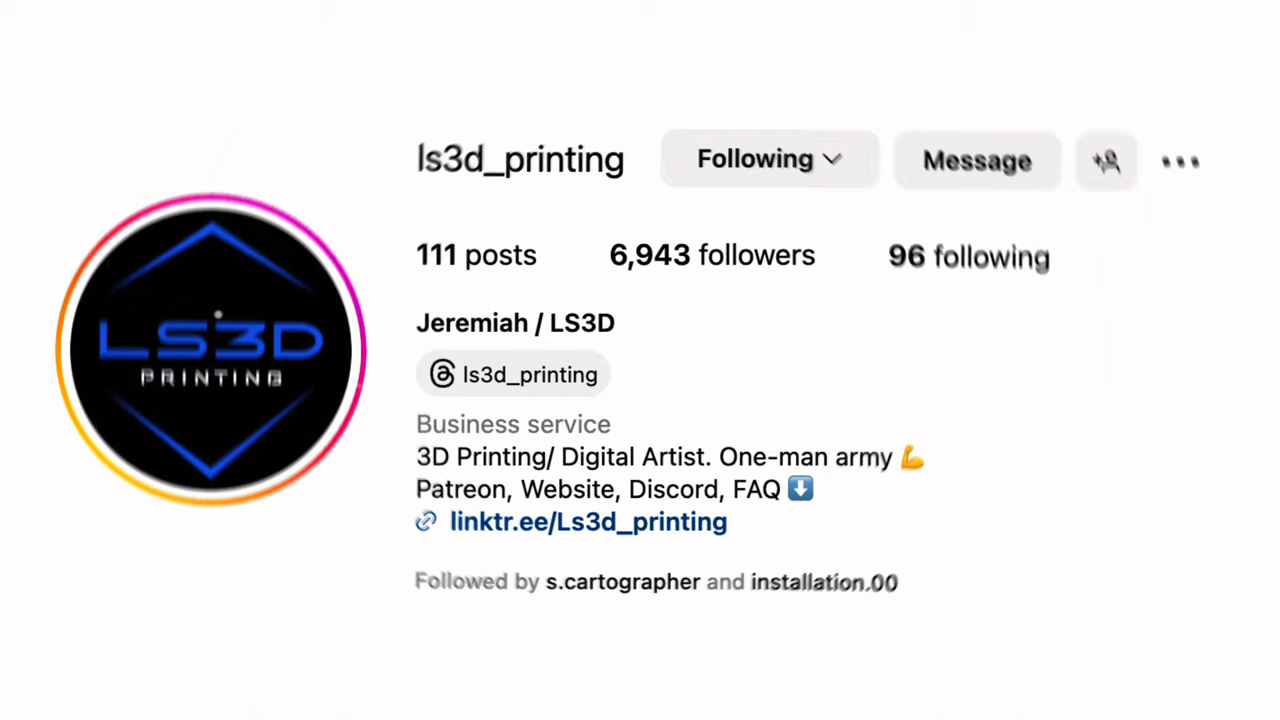 ls3d_printing Following Message
111 posts 6,943 followers 96 following
LS3D
PRINTING
Jeremiah / LS3D
ls3d_printing
Business service
3D Printing/ Digital Artist. One-man army 💪
Patreon, Website, Discord, FAQ ⬇️
linktr.ee/Ls3d_printing
Followed by s.cartographer and installation.00